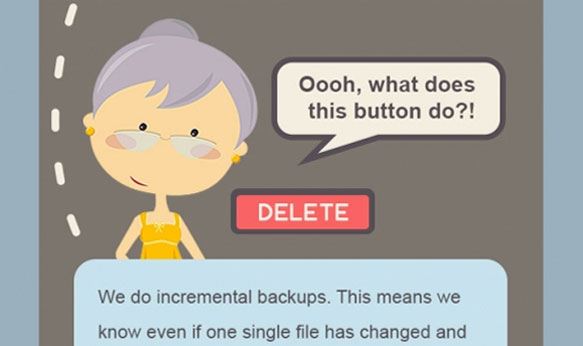 Oooh, what does
this button do?!
DELETE
We do incremental backups. This means we
know even if one single file has changed and